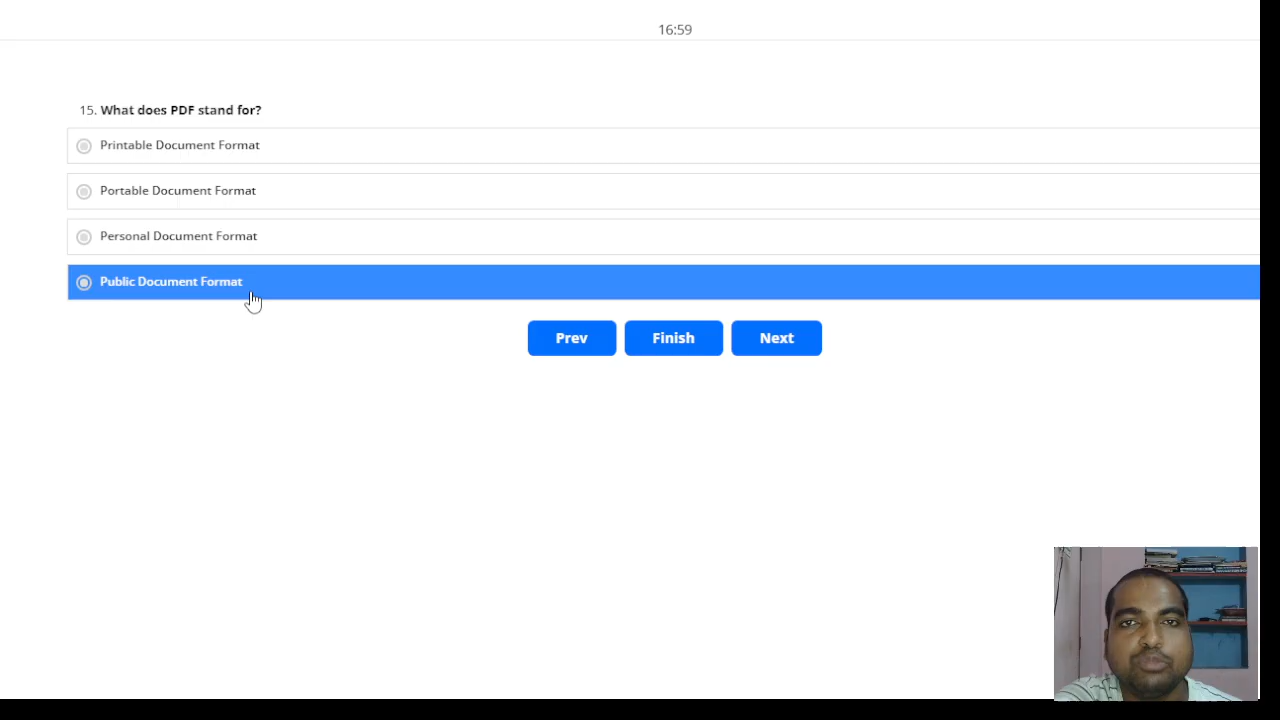 16:59
15. What does PDF stand for?
Printable Document Format
Portable Document Format
Personal Document Format
Public Document Format
Prev Finish Next